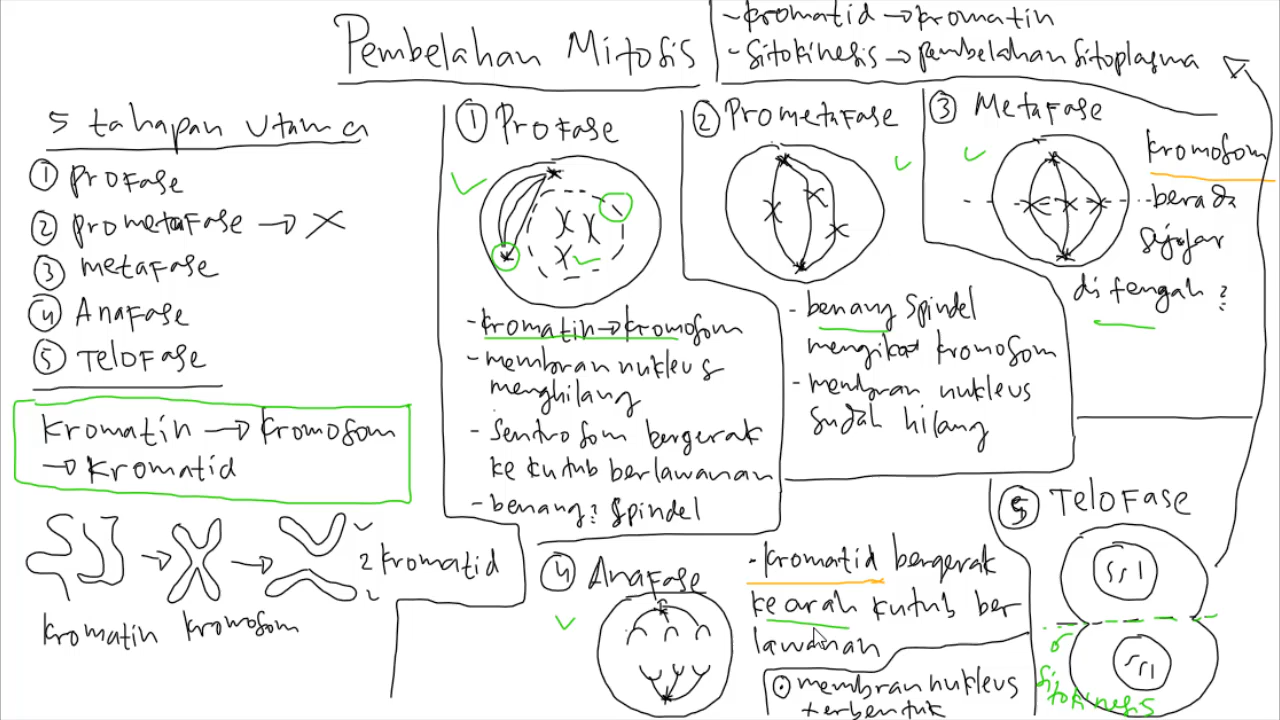 Pembelahan Mitosis
- kromatid → kromatin
- sitokinesis → pembelahan sitoplasma
5 tahapan utama
① Profase
② prometafase → X
③ metafase
④ Anafase
⑤ Telofase
kromatin → kromosom
→ kromatid
2 kromatid
kromatin kromosom
① Profase
- kromatin → kromosom
- membran nukleus
menghilang
- Sentrosom bergerak
ke kutub berlawanan
- benang² Spindel
② Prometafase
- benang Spindel
mengikat kromosom
- membran nukleus
sudah hilang
③ Metafase
kromosom
berada
sejajar
di tengah²
④ Anafase
- kromatid bergerak
ke arah kutub ber
lawanan
⑤ Telofase
sitokinesis
⊙ membran nukleus
terbentuk